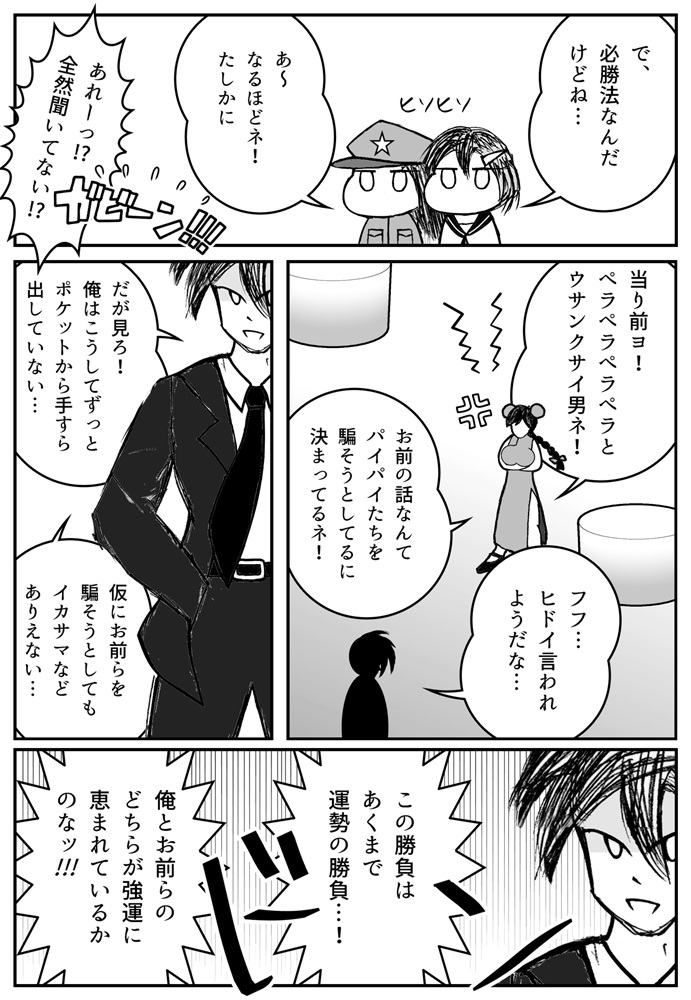 で、
必勝法なんだ
けどね…
ヒソヒソ
あ〜
なるほどネ！
たしかに
あれーっ!?
全然聞いてない!?
ガビーン!!!!
当り前ヨ！
ペラペラペラペラと
ウサンクサイ男ネ！
お前の話なんて
パイパイたちを
騙そうとしてるに
決まってるネ！
フフ…
ヒドイ言われ
ようだな…
だが見ろ！
俺はこうしてずっと
ポケットから手すら
出していない…
仮にお前らを
騙そうとしても
イカサマなど
ありえない…
この勝負は
あくまで
運勢の勝負…！
俺とお前らの
どちらが強運に
恵まれているか
のなッ!!!
バーン